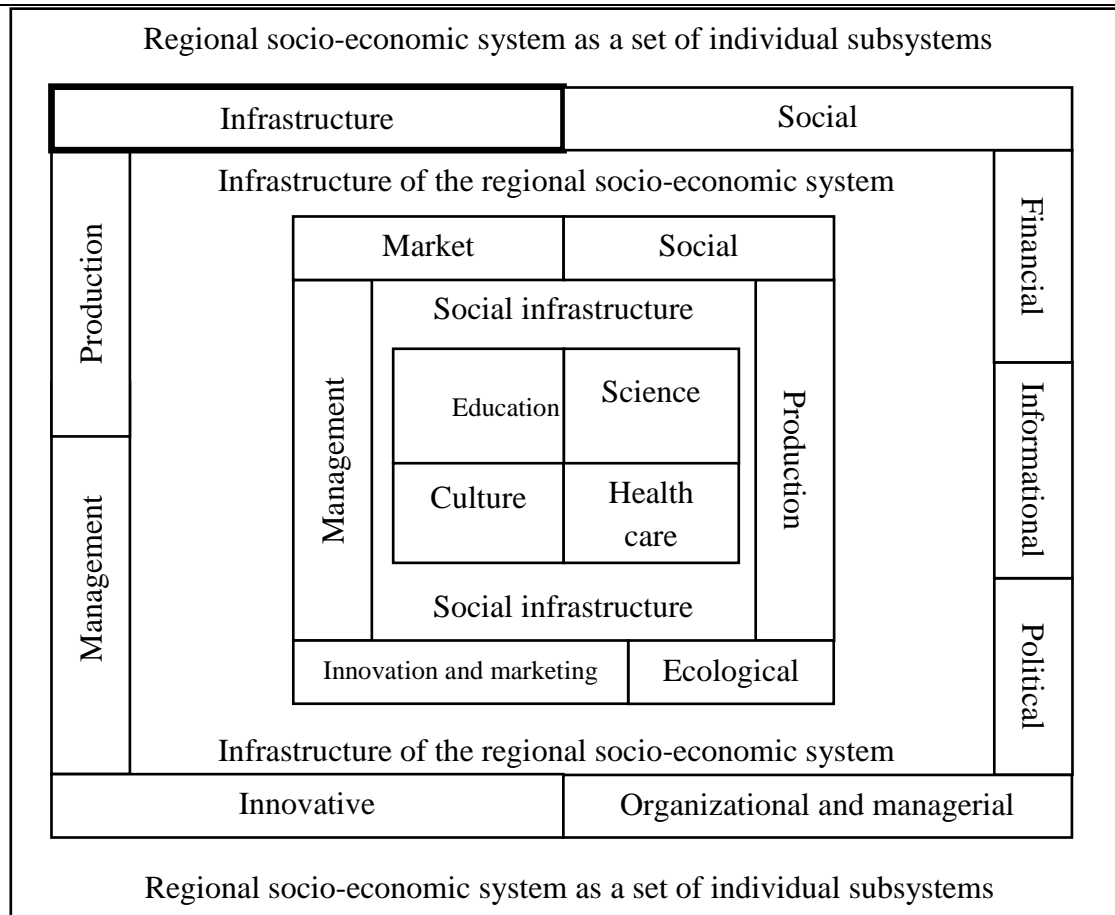 Regional socio-economic system as a set of individual subsystems
Infrastructure
Social
Infrastructure of the regional socio-economic system
Production
Management
Financial
Informational
Political
Market
Social
Management
Production
Social infrastructure
Education
Science
Culture
Health
care
Social infrastructure
Innovation and marketing
Ecological
Infrastructure of the regional socio-economic system
Innovative
Organizational and managerial
Regional socio-economic system as a set of individual subsystems